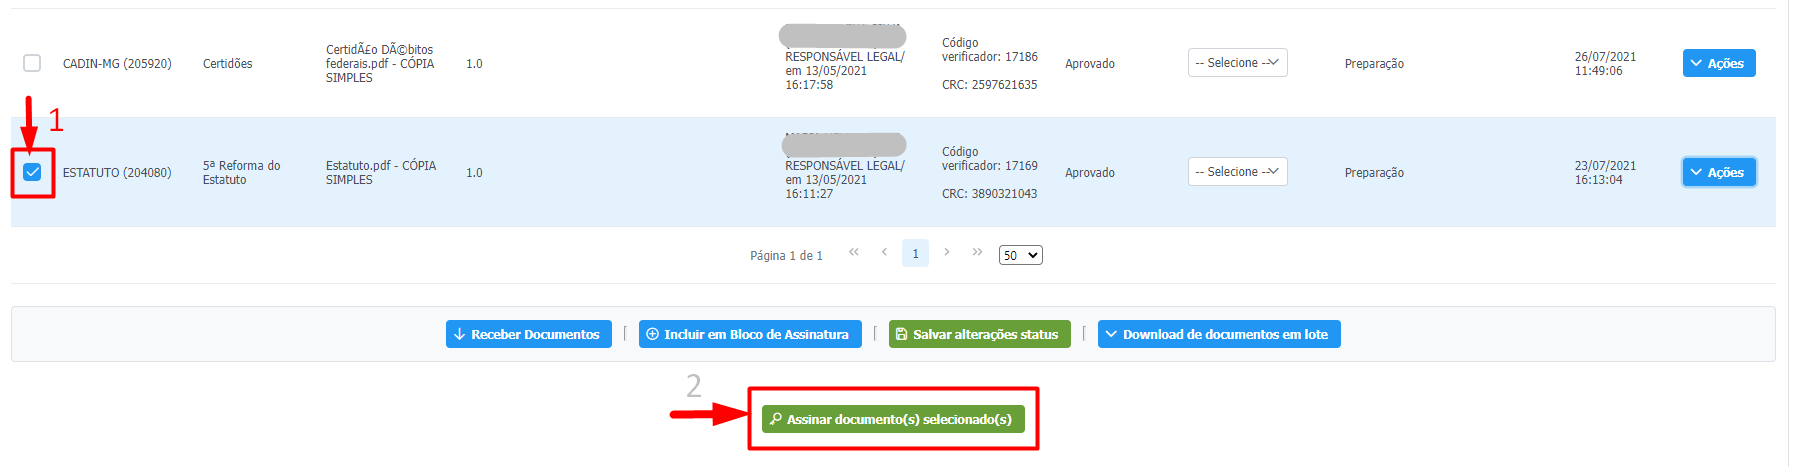 CADIN-MG (205920)
Certidões
CertidÃ£o DÃ©bitos
federais.pdf - CÓPIA
SIMPLES
1.0
RESPONSÁVEL LEGAL/
em 13/05/2021
16:17:58
Código
verificador: 17186
CRC: 2597621635
Aprovado
-- Selecione --
Preparação
26/07/2021
11:49:06
Ações
1
ESTATUTO (204080)
5ª Reforma do
Estatuto
Estatuto.pdf - CÓPIA
SIMPLES
1.0
RESPONSÁVEL LEGAL/
em 13/05/2021
16:11:27
Código
verificador: 17169
CRC: 3890321043
Aprovado
-- Selecione --
Preparação
23/07/2021
16:13:04
Ações
Página 1 de 1
1
50
Receber Documentos | Incluir em Bloco de Assinatura | Salvar alterações status | Download de documentos em lote
2
Assinar documento(s) selecionado(s)